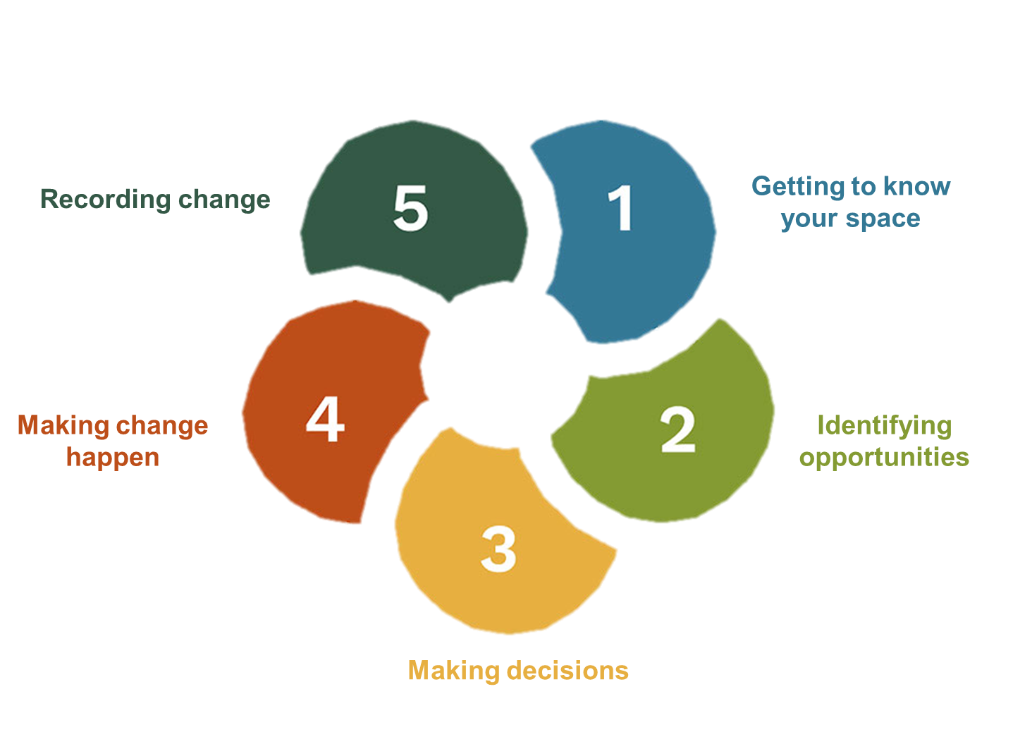 1
Getting to know
your space
2
Identifying
opportunities
3
Making decisions
4
Making change
happen
5
Recording change